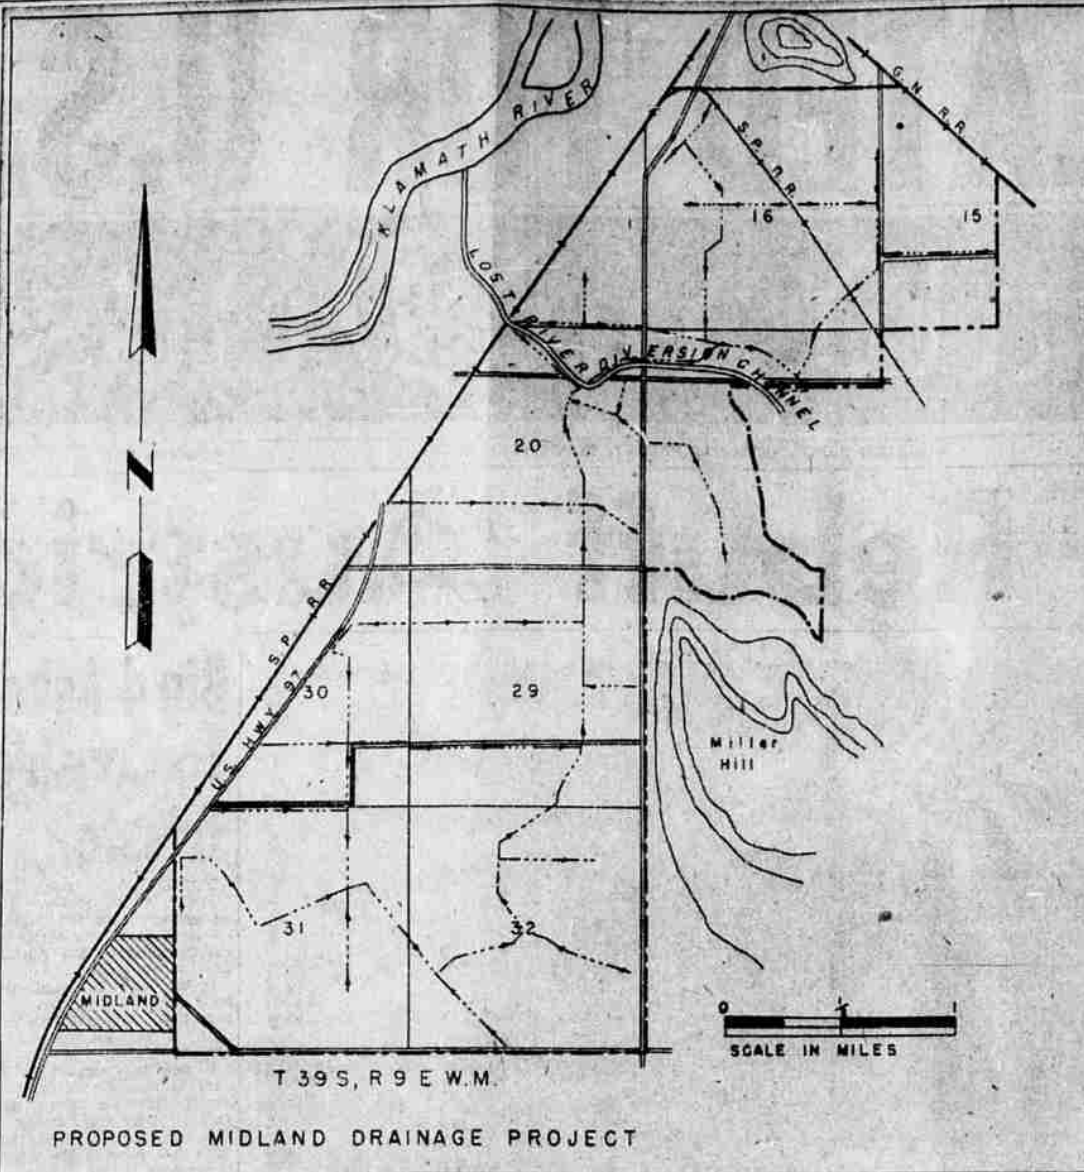 KLAMATH RIVER
G.N. RR.
S.P. R.R.
16
15
LOST RIVER DIVERSION CHANNEL
20
N
S.P. RR
U.S. HWY 97
30
29
Miller
Hill
31
32
MIDLAND
0 1
SCALE IN MILES
T 39 S, R 9 E W.M.
PROPOSED MIDLAND DRAINAGE PROJECT